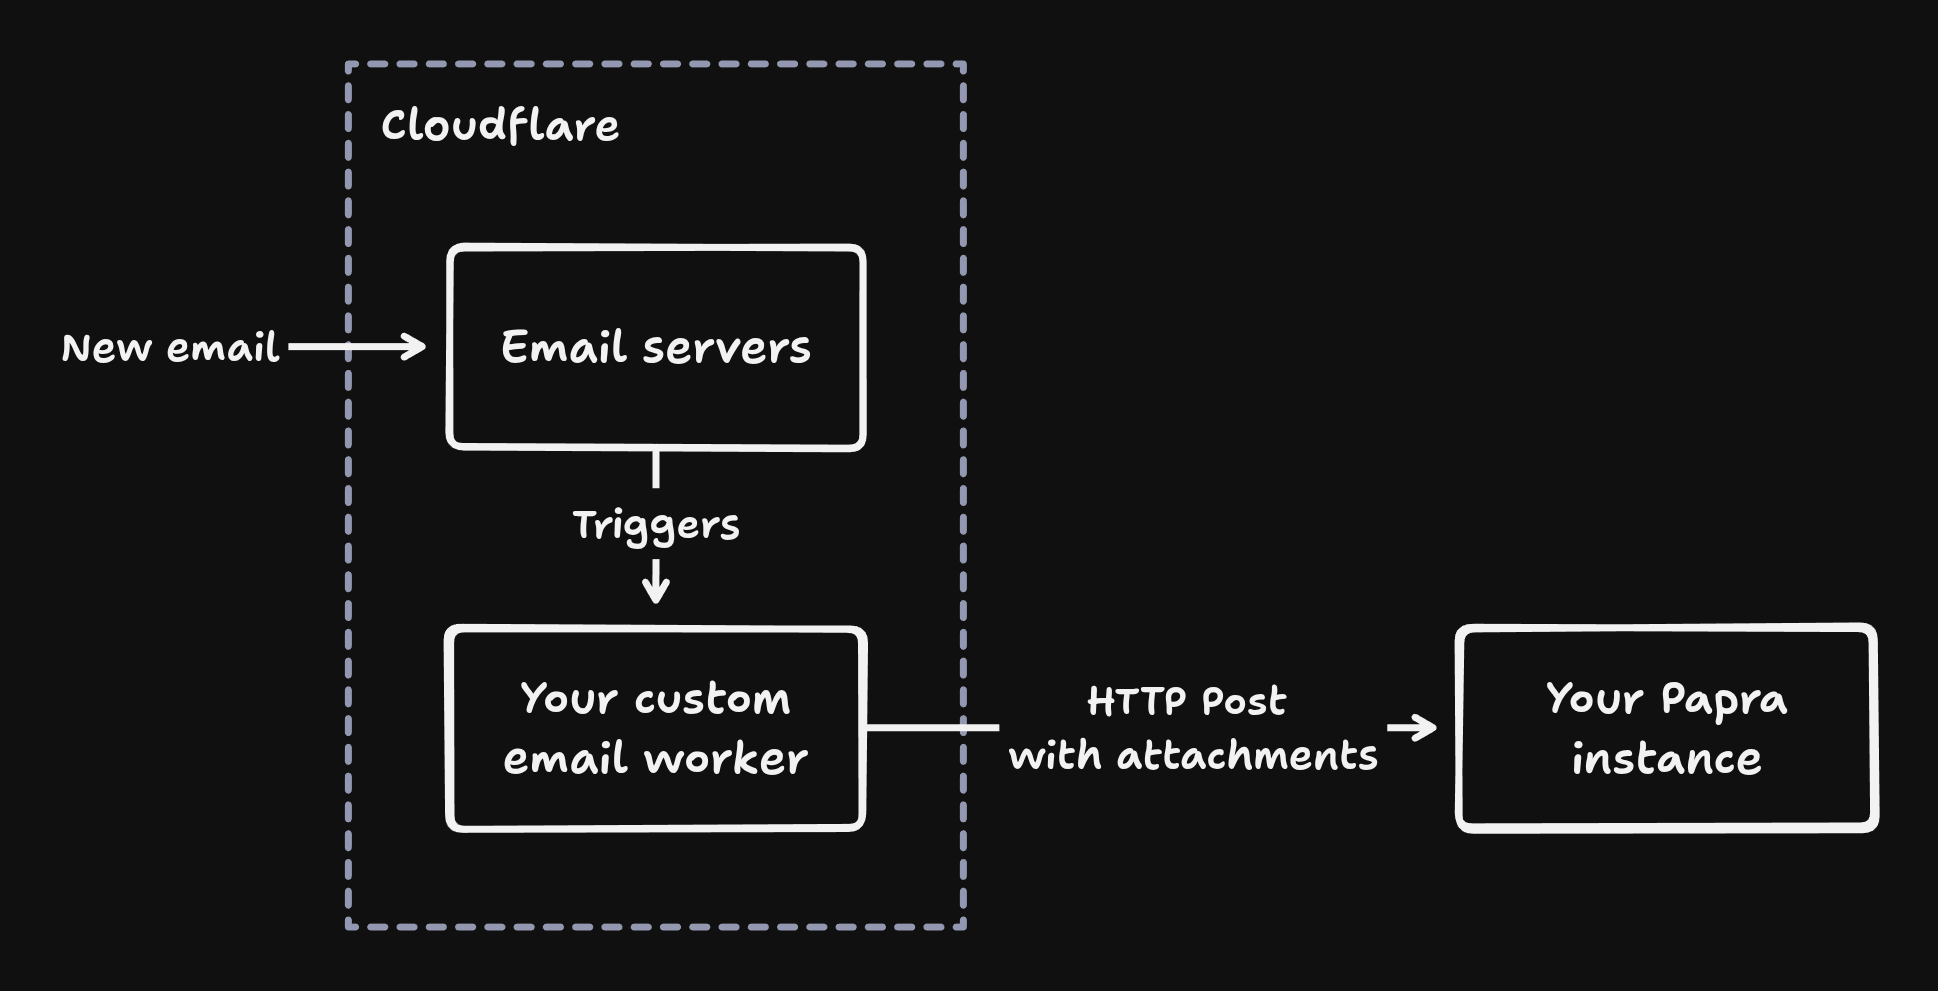 Cloudflare
New email
Email servers
Triggers
Your custom
email worker
HTTP Post
with attachments
Your Papra
instance